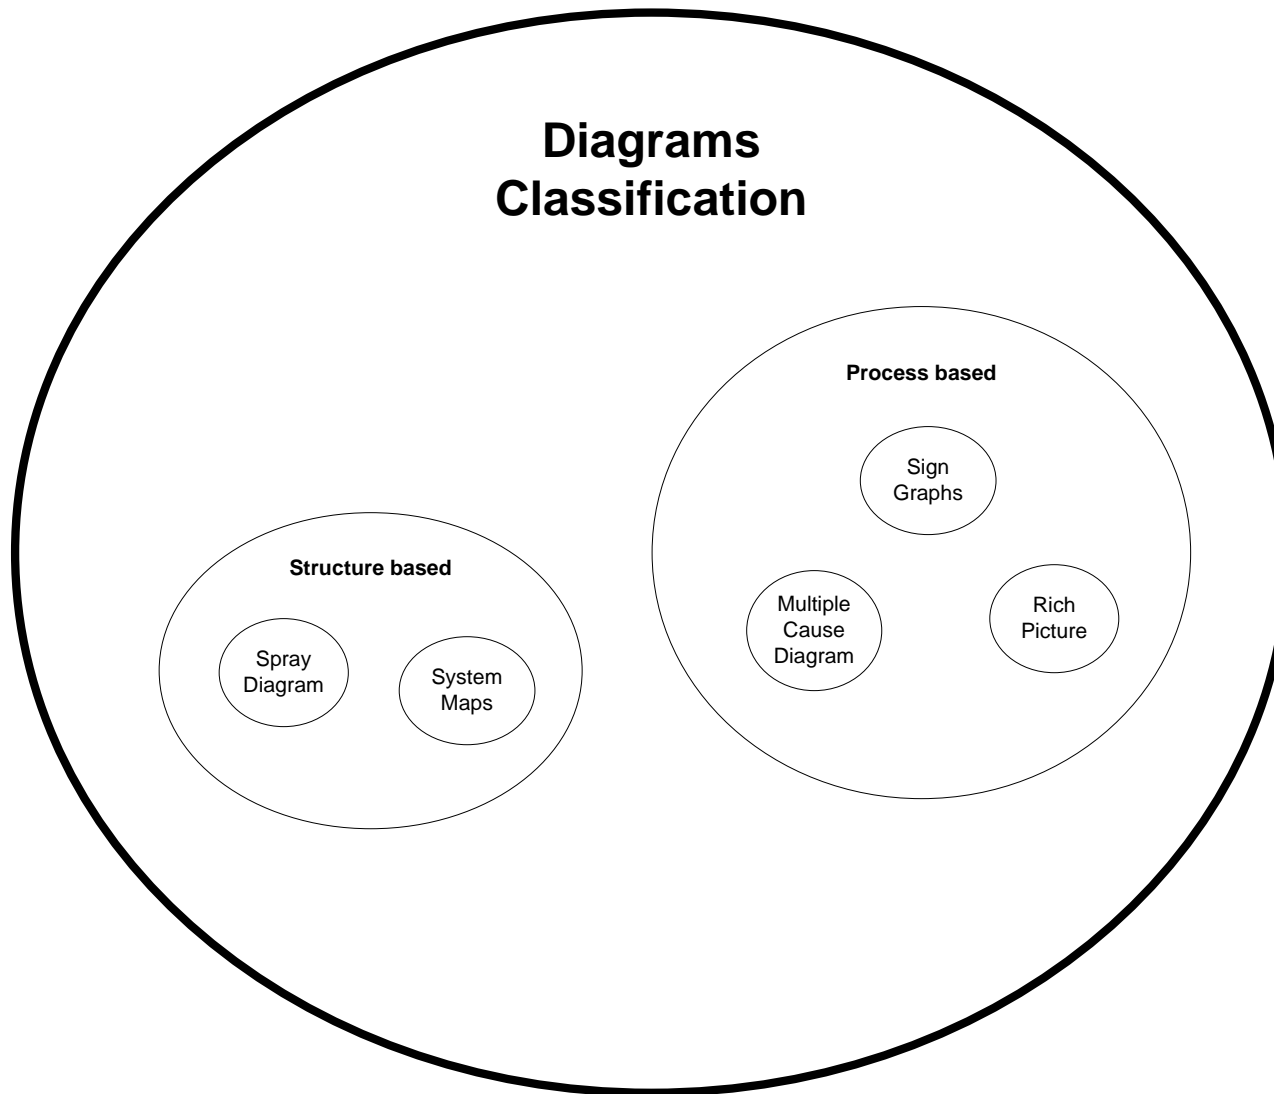 Diagrams
Classification
Process based
Sign
Graphs
Multiple
Cause
Diagram
Rich
Picture
Structure based
Spray
Diagram
System
Maps